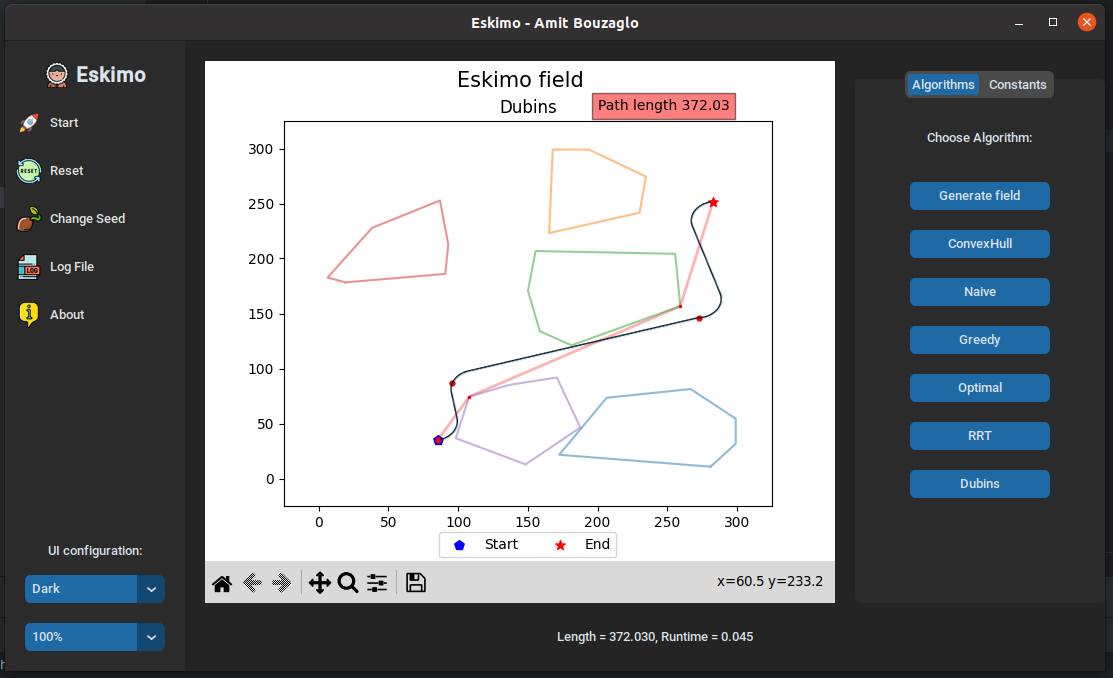 Eskimo - Amit Bouzaglo
Eskimo
Start
Reset
Change Seed
Log File
About
UI configuration:
Dark
100%
Eskimo field
Dubins
Path length 372.03
300
250
200
150
100
50
0
0 50 100 150 200 250 300
Start End
x=60.5 y=233.2
Length = 372.030, Runtime = 0.045
Algorithms Constants
Choose Algorithm:
Generate field
ConvexHull
Naive
Greedy
Optimal
RRT
Dubins
RESET
LOG